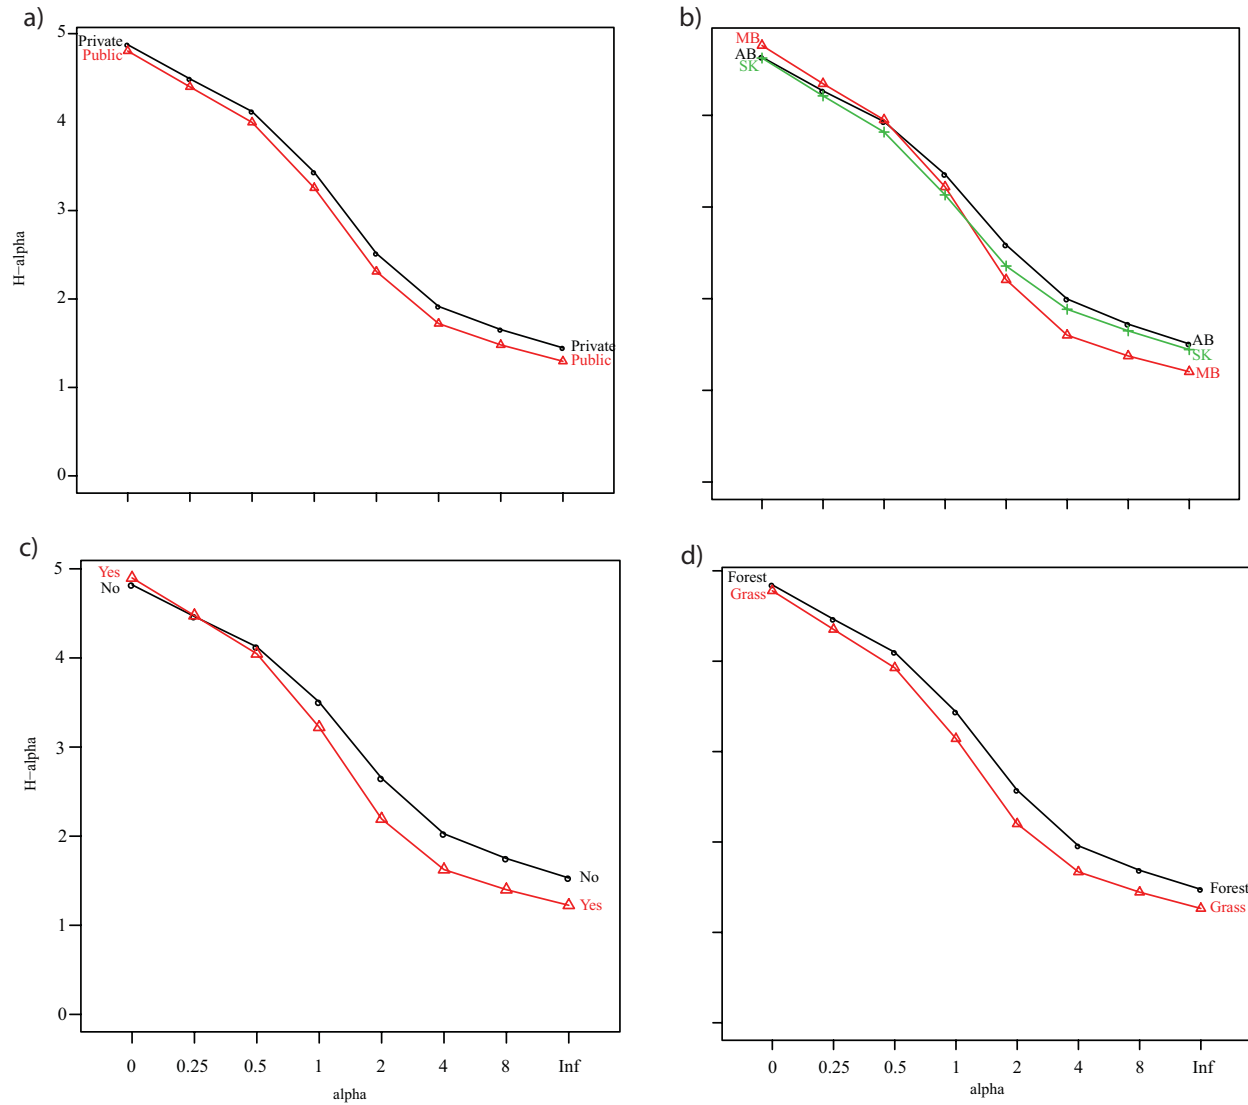 a)
5
4
3
2
1
0
H−alpha
Private
Public
Private
Public
b)
MB
AB
SK
AB
SK
MB
c)
5
4
3
2
1
0
H−alpha
Yes
No
No
Yes
0 0.25 0.5 1 2 4 8 Inf
alpha
d)
Forest
Grass
Forest
Grass
0 0.25 0.5 1 2 4 8 Inf
alpha